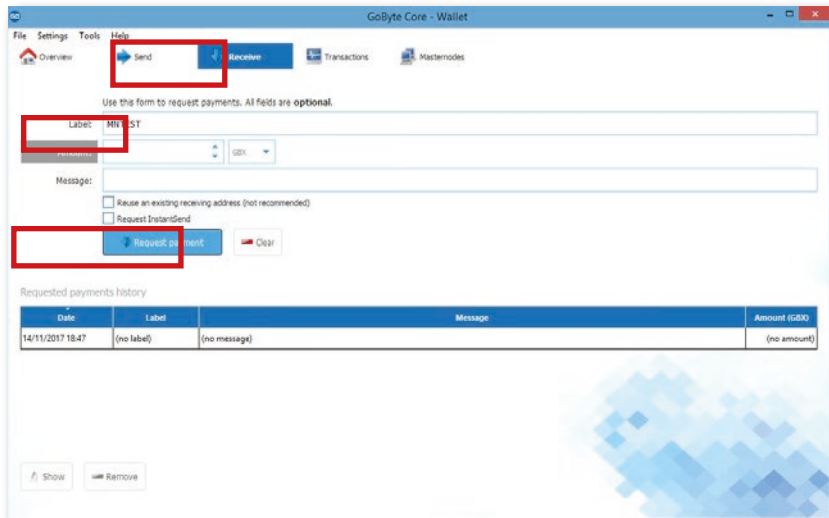 GoByte Core - Wallet
File Settings Tools Help
Overview Send Receive Transactions Masternodes
Use this form to request payments. All fields are optional.
Label:
Amount: GBX
Message:
Reuse an existing receiving address (not recommended)
Request InstantSend
Request payment Clear
Requested payments history
Date Label Message Amount (GBX)
14/11/2017 18:47 (no label) (no message) (no amount)
Show Remove